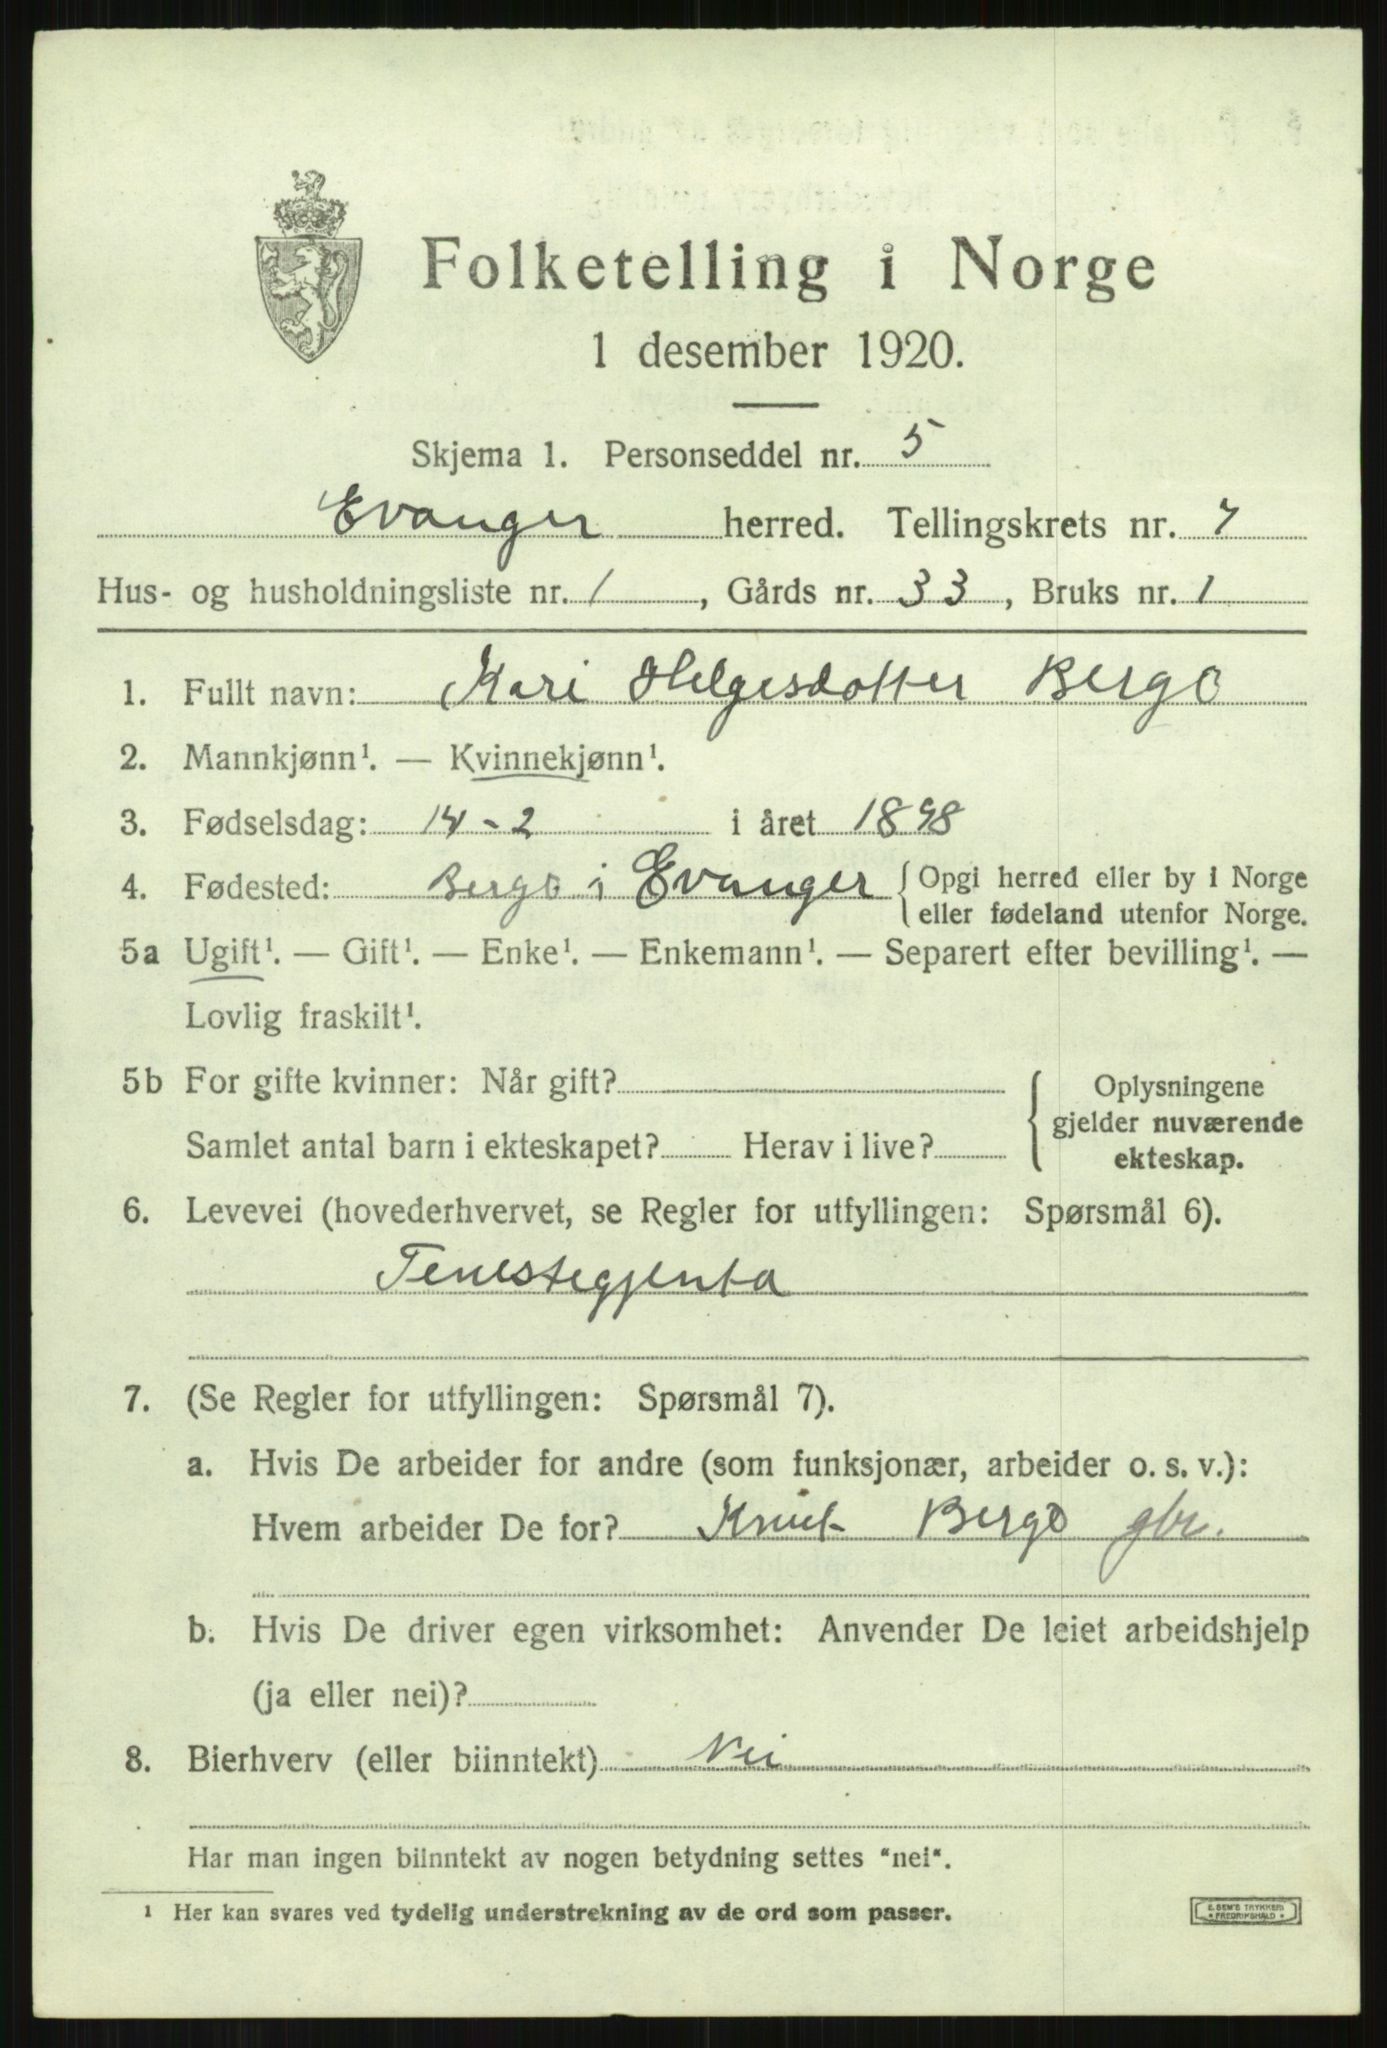 Folketelling i Norge
1 desember 1920.
Skjema 1. Personseddel nr. 5
Evanger herred. Tellingskrets nr. 7
Hus- og husholdningsliste nr. 1, Gårds nr. 33, Bruks nr. 1
1. Fullt navn: Kari Helgesdotter Bergo
2. Mannkjønn¹. — Kvinnekjønn¹.
3. Fødselsdag: 14-2 i året 1898
4. Fødested: Bergo i Evanger { Opgi herred eller by i Norge
eller fødeland utenfor Norge.
5a Ugift¹. — Gift¹. — Enke¹. — Enkemann¹. — Separert efter bevilling¹. —
Lovlig fraskilt¹.
5b For gifte kvinner: Når gift? { Oplysningene
gjelder nuværende
Samlet antal barn i ekteskapet? Herav i live? ekteskap.
6. Levevei (hovederhvervet, se Regler for utfyllingen: Spørsmål 6).
Tenestegjenta
7. (Se Regler for utfyllingen: Spørsmål 7).
a. Hvis De arbeider for andre (som funksjonær, arbeider o. s. v.):
Hvem arbeider De for? Knut Bergo gbr.
b. Hvis De driver egen virksomhet: Anvender De leiet arbeidshjelp
(ja eller nei)?
8. Bierhverv (eller biinntekt) Nei
Har man ingen biinntekt av nogen betydning settes "nei".
¹ Her kan svares ved tydelig understrekning av de ord som passer.
E. SEM'S TRYKKERI
FREDRIKSHALD